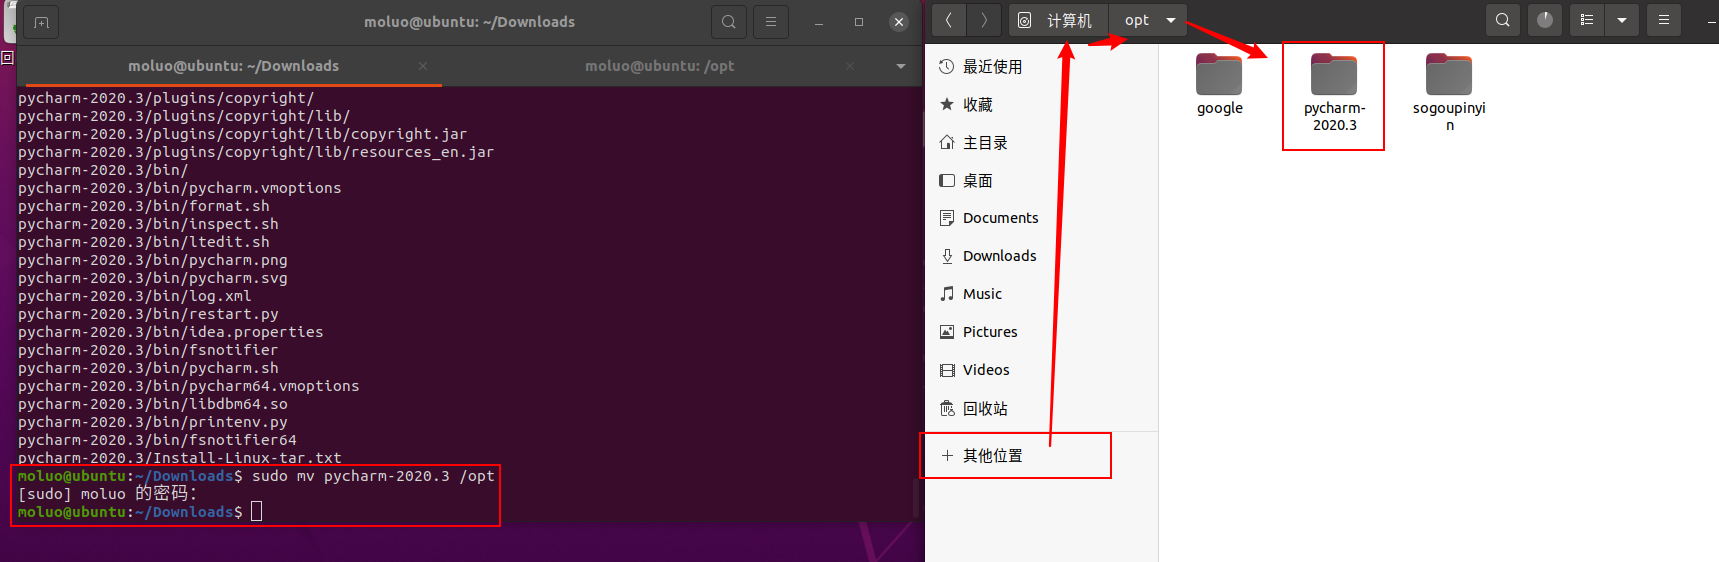 回
moluo@ubuntu: ~/Downloads
moluo@ubuntu: ~/Downloads
moluo@ubuntu: /opt
pycharm-2020.3/plugins/copyright/
pycharm-2020.3/plugins/copyright/lib/
pycharm-2020.3/plugins/copyright/lib/copyright.jar
pycharm-2020.3/plugins/copyright/lib/resources_en.jar
pycharm-2020.3/bin/
pycharm-2020.3/bin/pycharm.vmoptions
pycharm-2020.3/bin/format.sh
pycharm-2020.3/bin/inspect.sh
pycharm-2020.3/bin/ltedit.sh
pycharm-2020.3/bin/pycharm.png
pycharm-2020.3/bin/pycharm.svg
pycharm-2020.3/bin/log.xml
pycharm-2020.3/bin/restart.py
pycharm-2020.3/bin/idea.properties
pycharm-2020.3/bin/fsnotifier
pycharm-2020.3/bin/pycharm.sh
pycharm-2020.3/bin/pycharm64.vmoptions
pycharm-2020.3/bin/libdbm64.so
pycharm-2020.3/bin/printenv.py
pycharm-2020.3/bin/fsnotifier64
pycharm-2020.3/Install-Linux-tar.txt
moluo@ubuntu:~/Downloads$ sudo mv pycharm-2020.3 /opt
[sudo] moluo 的密码：
moluo@ubuntu:~/Downloads$
计算机
opt
最近使用
收藏
主目录
桌面
Documents
Downloads
Music
Pictures
Videos
回收站
其他位置
google
pycharm-
2020.3
sogoupinyi
n